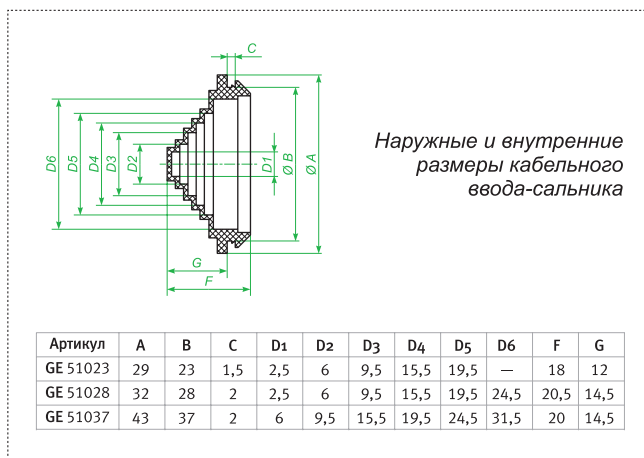 C
D6
D5
D4
D3
D2
D1
Ø B
Ø A
G
F
Наружные и внутренние
размеры кабельного
ввода-сальника
Артикул A B C D1 D2 D3 D4 D5 D6 F G
GE 51023 29 23 1,5 2,5 6 9,5 15,5 19,5 — 18 12
GE 51028 32 28 2 2,5 6 9,5 15,5 19,5 24,5 20,5 14,5
GE 51037 43 37 2 6 9,5 15,5 19,5 24,5 31,5 20 14,5